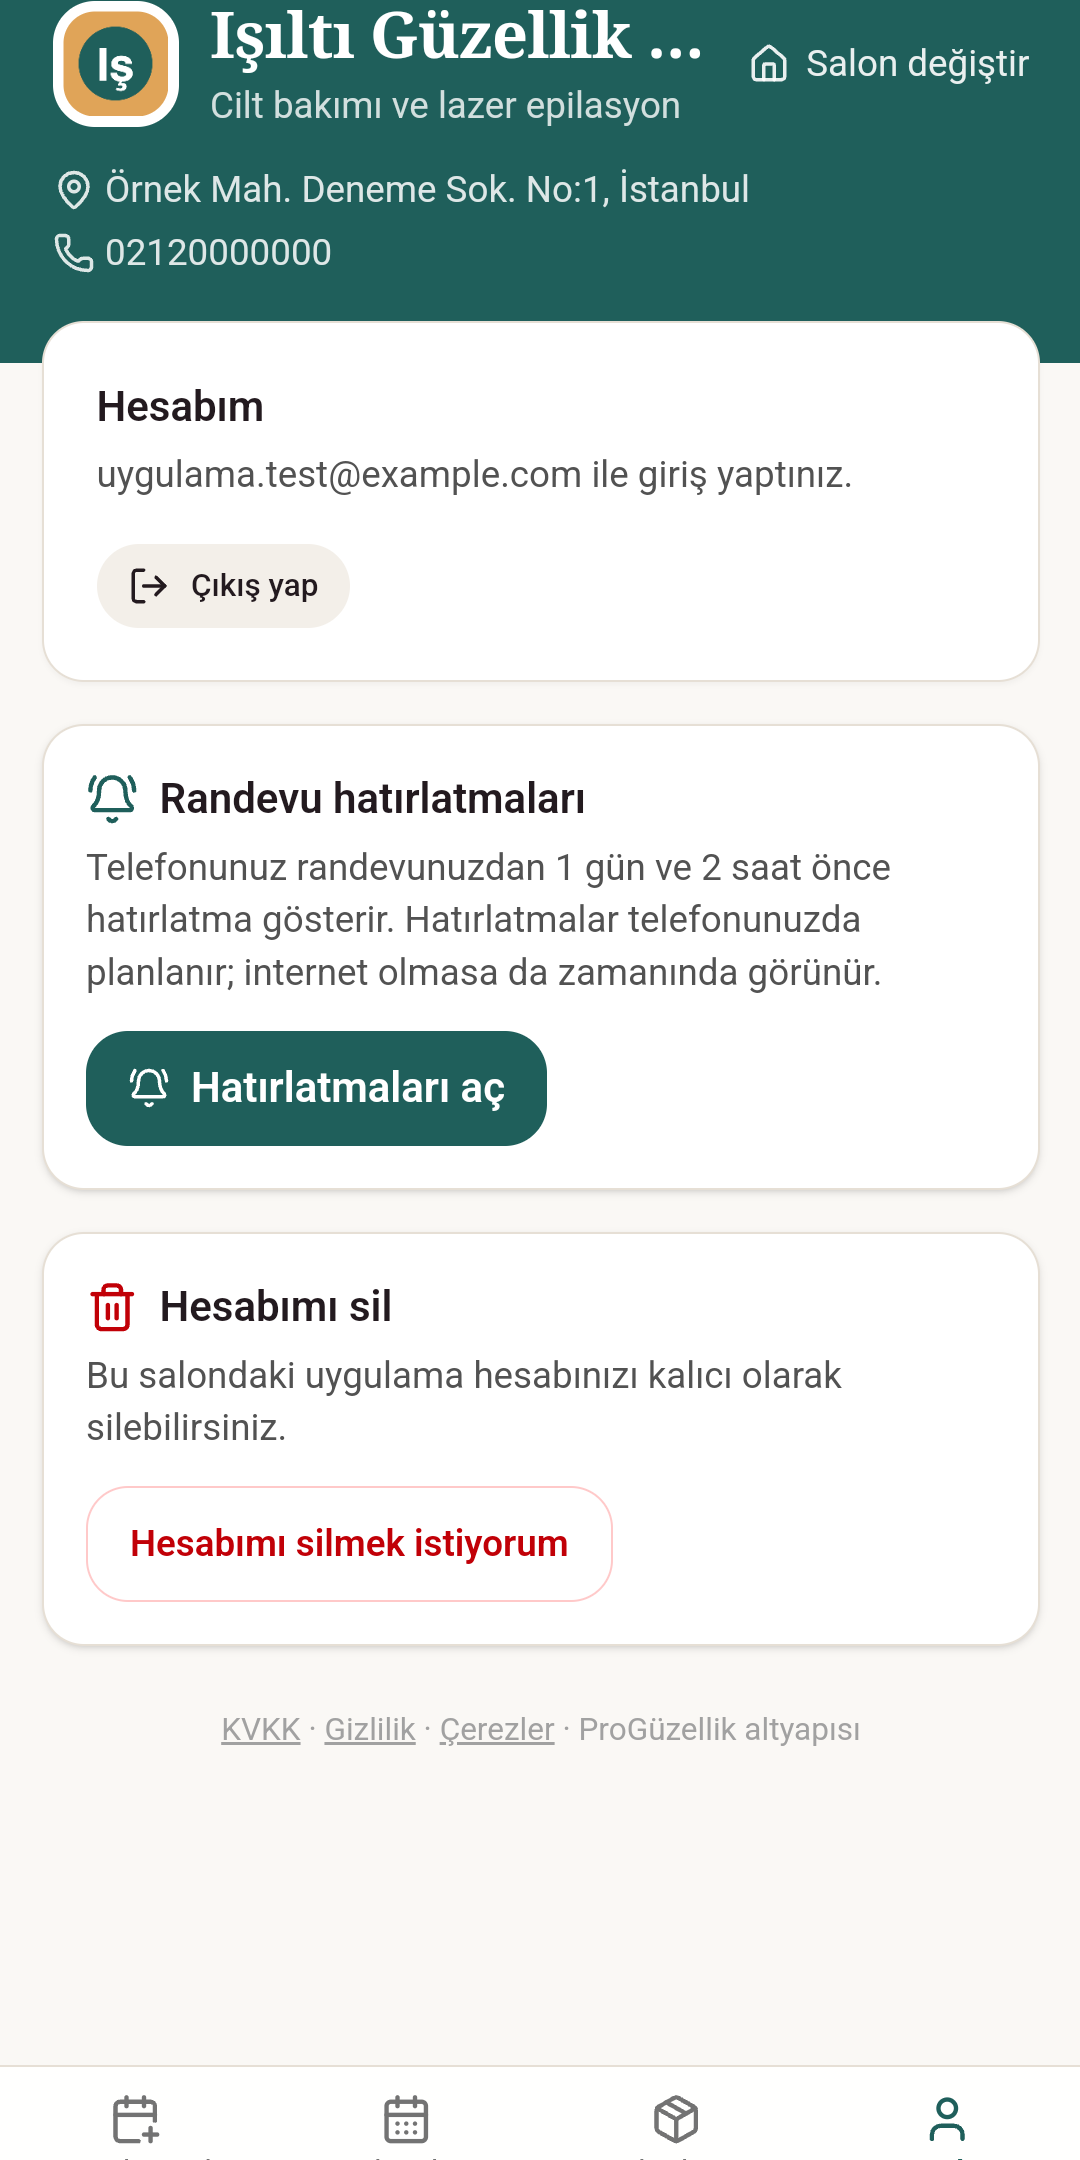 Iş
Işıltı Güzellik ...
Salon değiştir
Cilt bakımı ve lazer epilasyon
Örnek Mah. Deneme Sok. No:1, İstanbul
02120000000
Hesabım
uygulama.test@example.com ile giriş yaptınız.
Çıkış yap
Randevu hatırlatmaları
Telefonunuz randevunuzdan 1 gün ve 2 saat önce
hatırlatma gösterir. Hatırlatmalar telefonunuzda
planlanır; internet olmasa da zamanında görünür.
Hatırlatmaları aç
Hesabımı sil
Bu salondaki uygulama hesabınızı kalıcı olarak
silebilirsiniz.
Hesabımı silmek istiyorum
KVKK · Gizlilik · Çerezler · ProGüzellik altyapısı